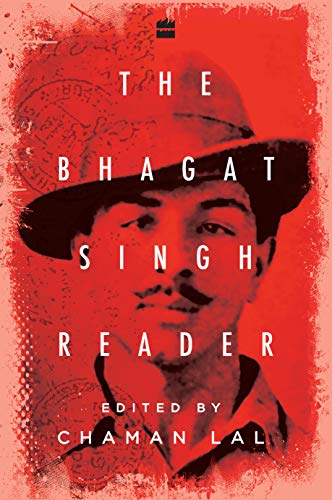 THE
BHAGAT
SINGH
READER
EDITED BY
CHAMAN LAL